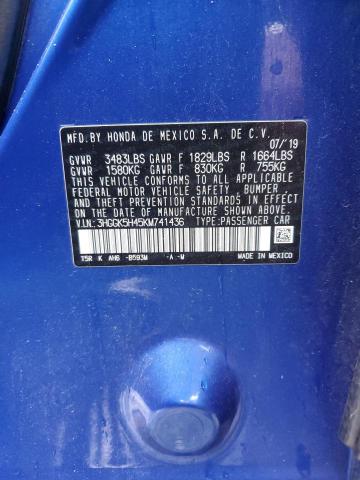 MFD.BY HONDA DE MEXICO S.A. DE C.V.
07/19
GVWR 3483LBS GAWR F 1829LBS R 1664LBS
GVWR 1580KG GAWR F 830KG R 755KG
THIS VEHICLE CONFORMS TO ALL APPLICABLE
FEDERAL MOTOR VEHICLE SAFETY, BUMPER,
AND THEFT PREVENTION STANDARDS IN EFFECT
ON THE DATE OF MANUFACTURE SHOWN ABOVE.
V.I.N.: 3HGGK5H45KM741436 TYPE:PASSENGER CAR
T5R K AH6 -B593M -A -M MADE IN MEXICO